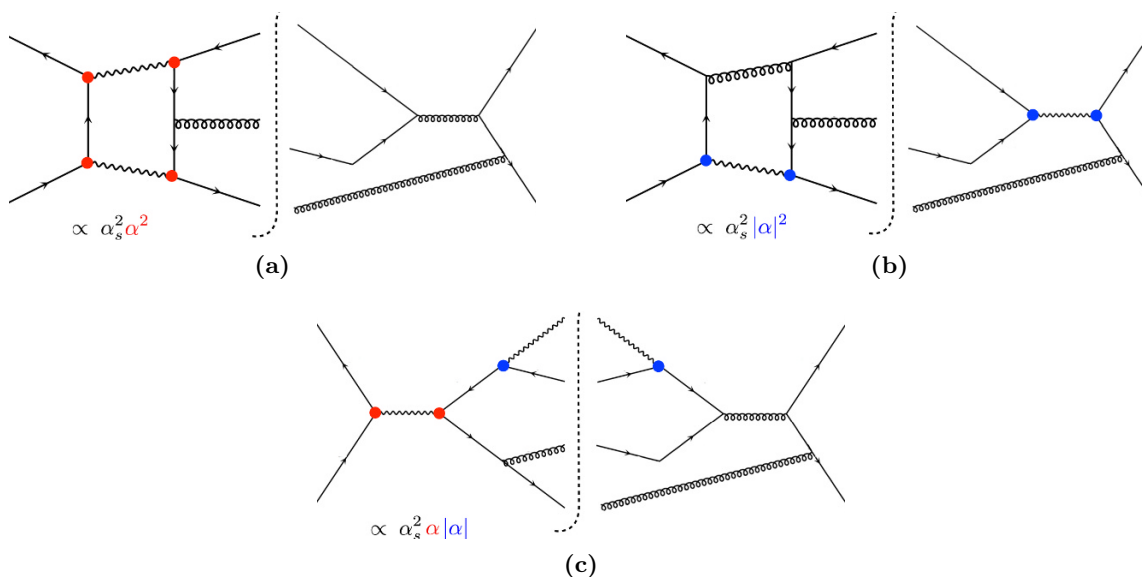 ∝ α_s^2 α^2
∝ α_s^2 |α|^2
(a)
(b)
∝ α_s^2 α |α|
(c)